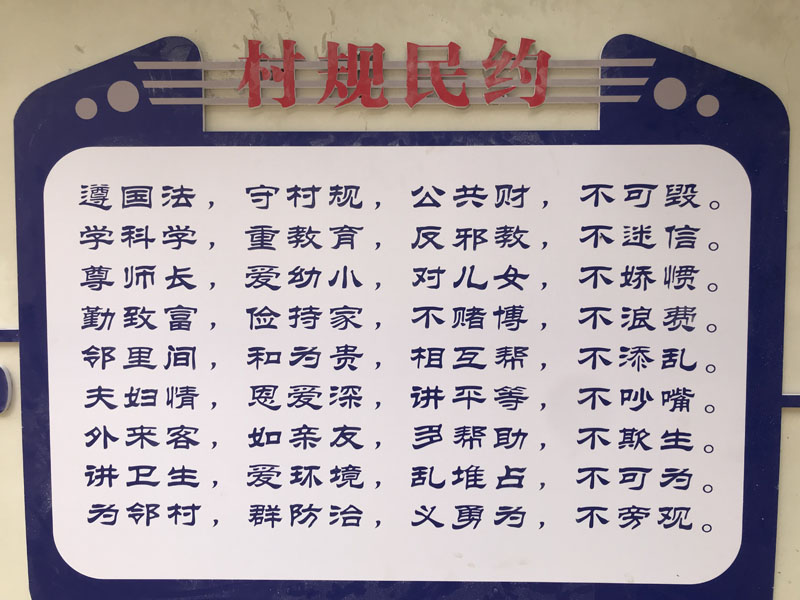 村规民约
遵国法，守村规，公共财，不可毁。
学科学，重教育，反邪教，不迷信。
尊师长，爱幼小，对儿女，不娇惯。
勤致富，俭持家，不赌博，不浪费。
邻里间，和为贵，相互帮，不添乱。
夫妇情，恩爱深，讲平等，不吵嘴。
外来客，如亲友，多帮助，不欺生。
讲卫生，爱环境，乱堆占，不可为。
为邻村，群防治，义勇为，不旁观。